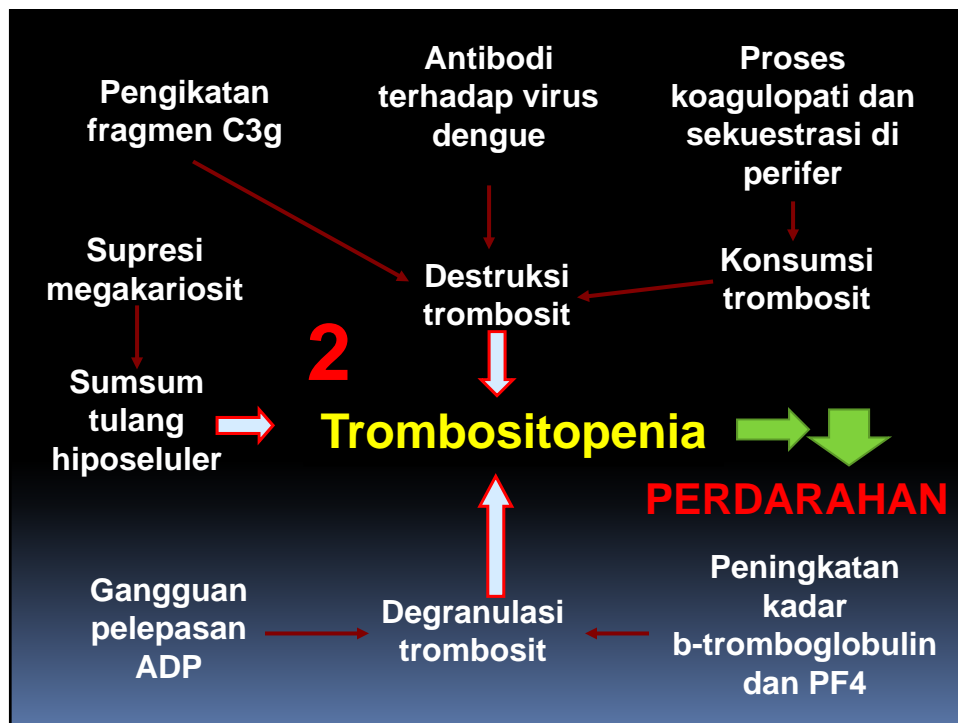 Pengikatan
fragmen C3g
Antibodi
terhadap virus
dengue
Proses
koagulopati dan
sekuestrasi di
perifer
Supresi
megakariosit
Destruksi
trombosit
Konsumsi
trombosit
2
Sumsum
tulang
hiposeluler
Trombositopenia
PERDARAHAN
Gangguan
pelepasan
ADP
Degranulasi
trombosit
Peningkatan
kadar
b-tromboglobulin
dan PF4